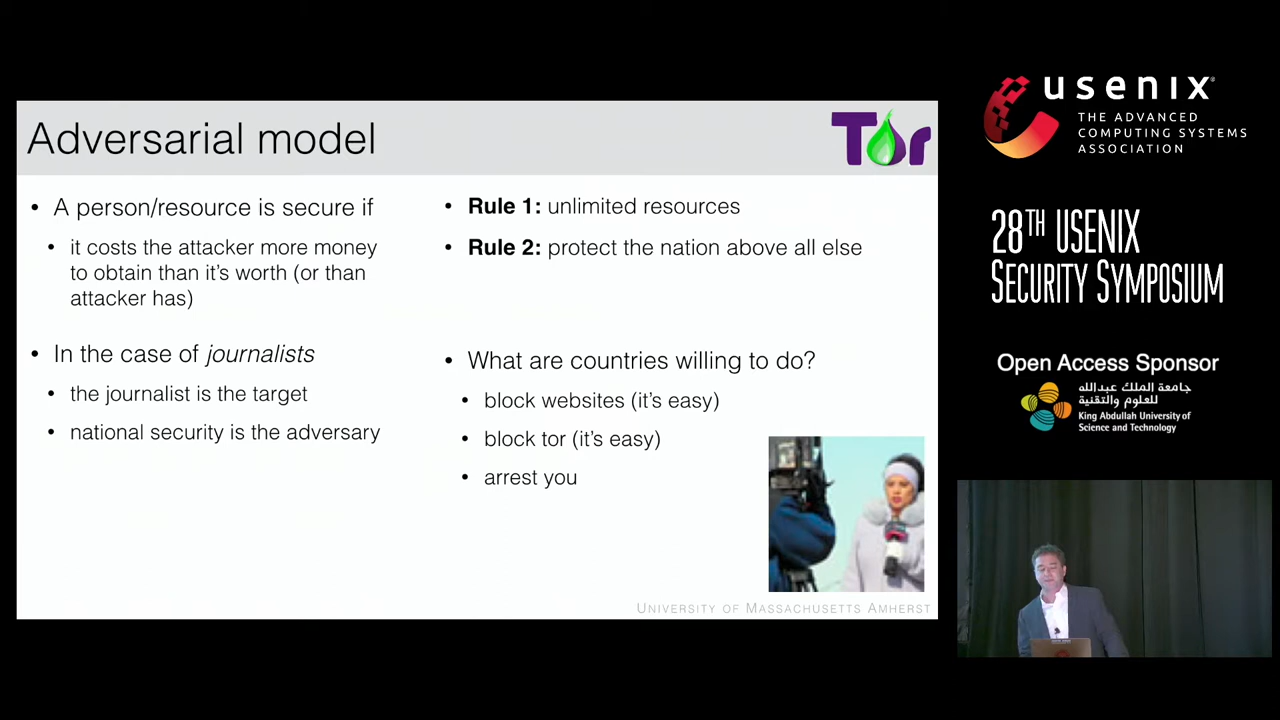 Adversarial model
Tor
• A person/resource is secure if
• it costs the attacker more money
to obtain than it's worth (or than
attacker has)
• In the case of journalists
• the journalist is the target
• national security is the adversary
• Rule 1: unlimited resources
• Rule 2: protect the nation above all else
• What are countries willing to do?
• block websites (it's easy)
• block tor (it's easy)
• arrest you
UNIVERSITY OF MASSACHUSETTS AMHERST
usenix
THE ADVANCED
COMPUTING SYSTEMS
ASSOCIATION
28TH USENIX
SECURITY SYMPOSIUM
Open Access Sponsor
جامعة الملك عبدالله
للعلوم والتقنية
King Abdullah University of
Science and Technology